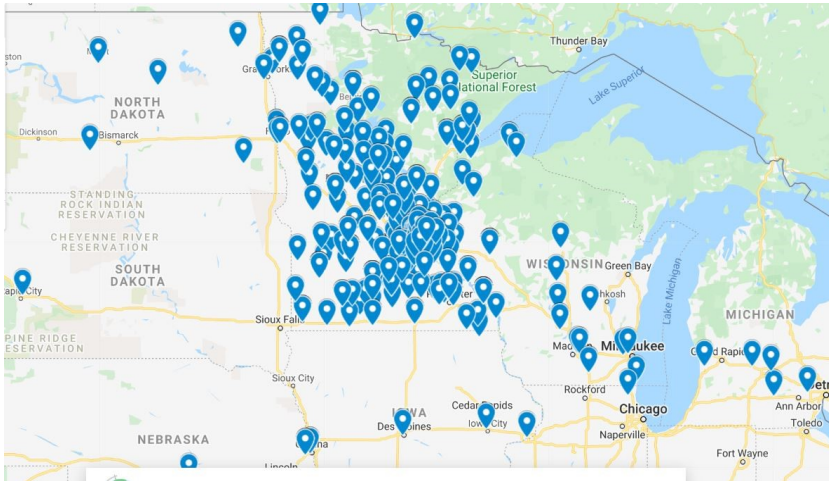 Thunder Bay
Superior
National Forest
Lake Superior
NORTH
DAKOTA
Dickinson
Bismarck
STANDING
ROCK INDIAN
RESERVATION
CHEYENNE RIVER
RESERVATION
SOUTH
DAKOTA
WISCONSIN
Green Bay
Lake Michigan
MICHIGAN
PINE RIDGE
RESERVATION
Sioux Falls
Sioux City
Rockford
Chicago
Naperville
Ann Arbor
Toledo
Fort Wayne
Cedar Rapids
Iowa City
Des Moines
IOWA
NEBRASKA
Lincoln